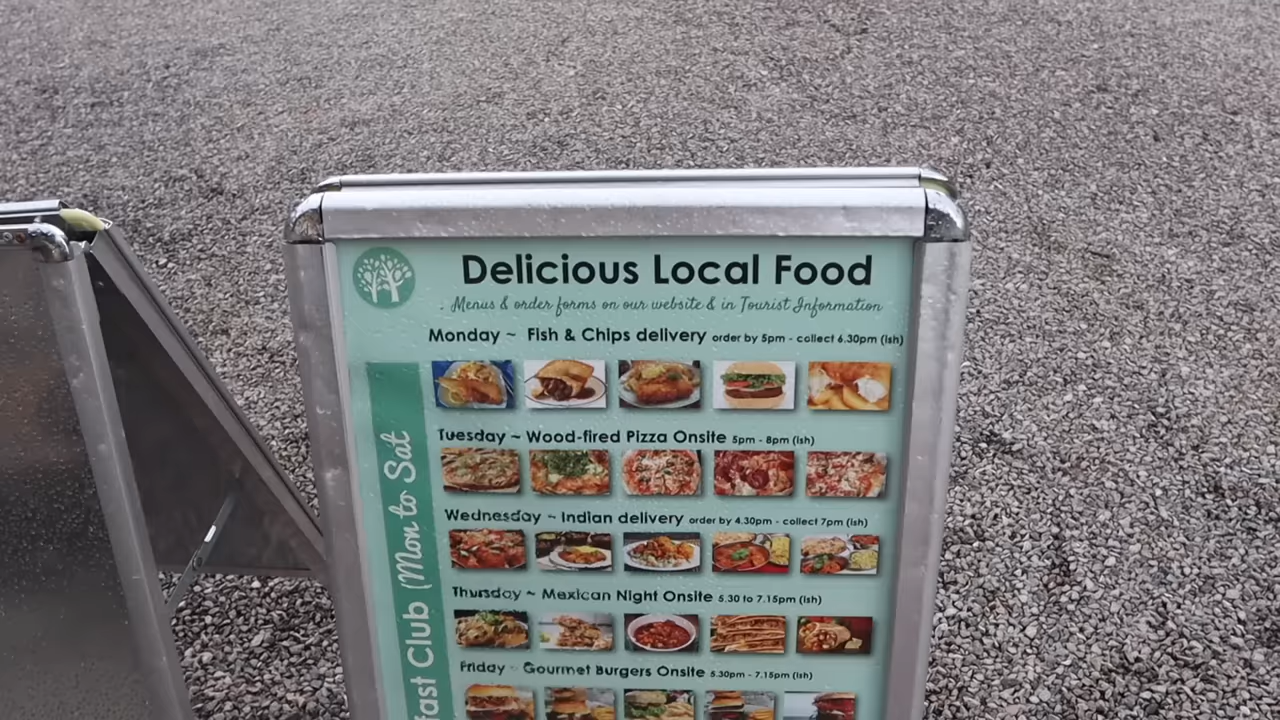 Delicious Local Food
. Menus & order forms on our website & in Tourist Information
Monday ~ Fish & Chips delivery order by 5pm - collect 6.30pm (ish)
Tuesday ~ Wood-fired Pizza Onsite 5pm - 8pm (ish)
Wednesday ~ Indian delivery order by 4.30pm - collect 7pm (ish)
Thursday ~ Mexican Night Onsite 5.30 to 7.15pm (ish)
Friday ~ Gourmet Burgers Onsite 5.30pm - 7.15pm (ish)
fast Club (Mon to Sat